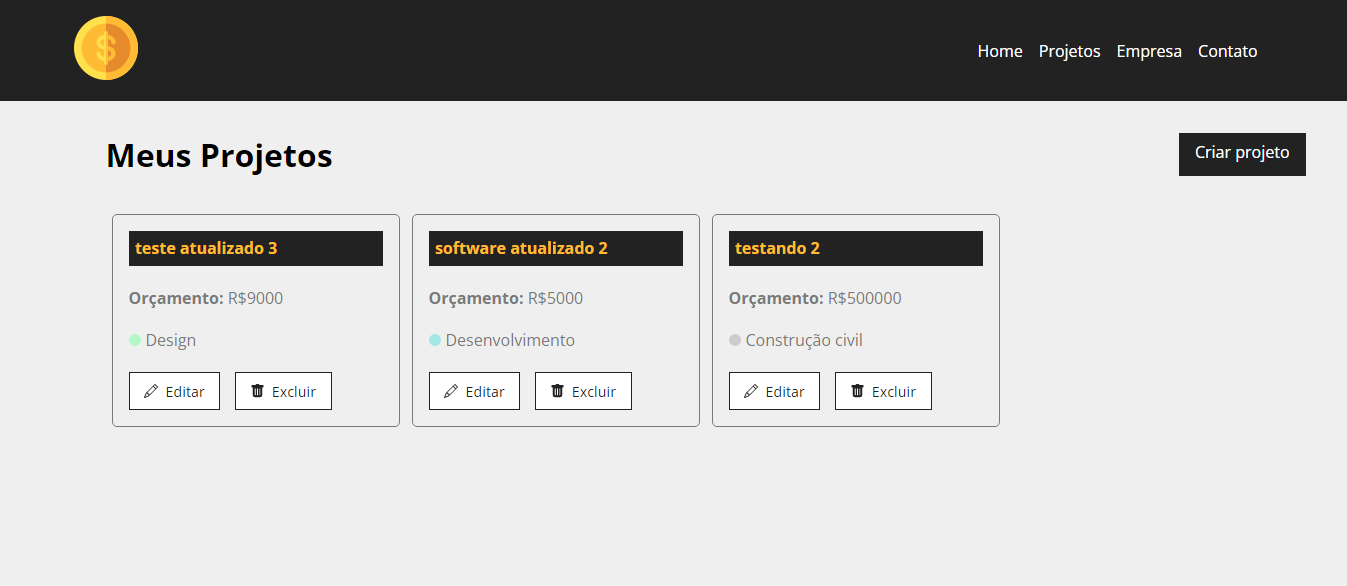 $
Home Projetos Empresa Contato
Meus Projetos
Criar projeto
teste atualizado 3
Orçamento: R$9000
Design
Editar Excluir
software atualizado 2
Orçamento: R$5000
Desenvolvimento
Editar Excluir
testando 2
Orçamento: R$500000
Construção civil
Editar Excluir